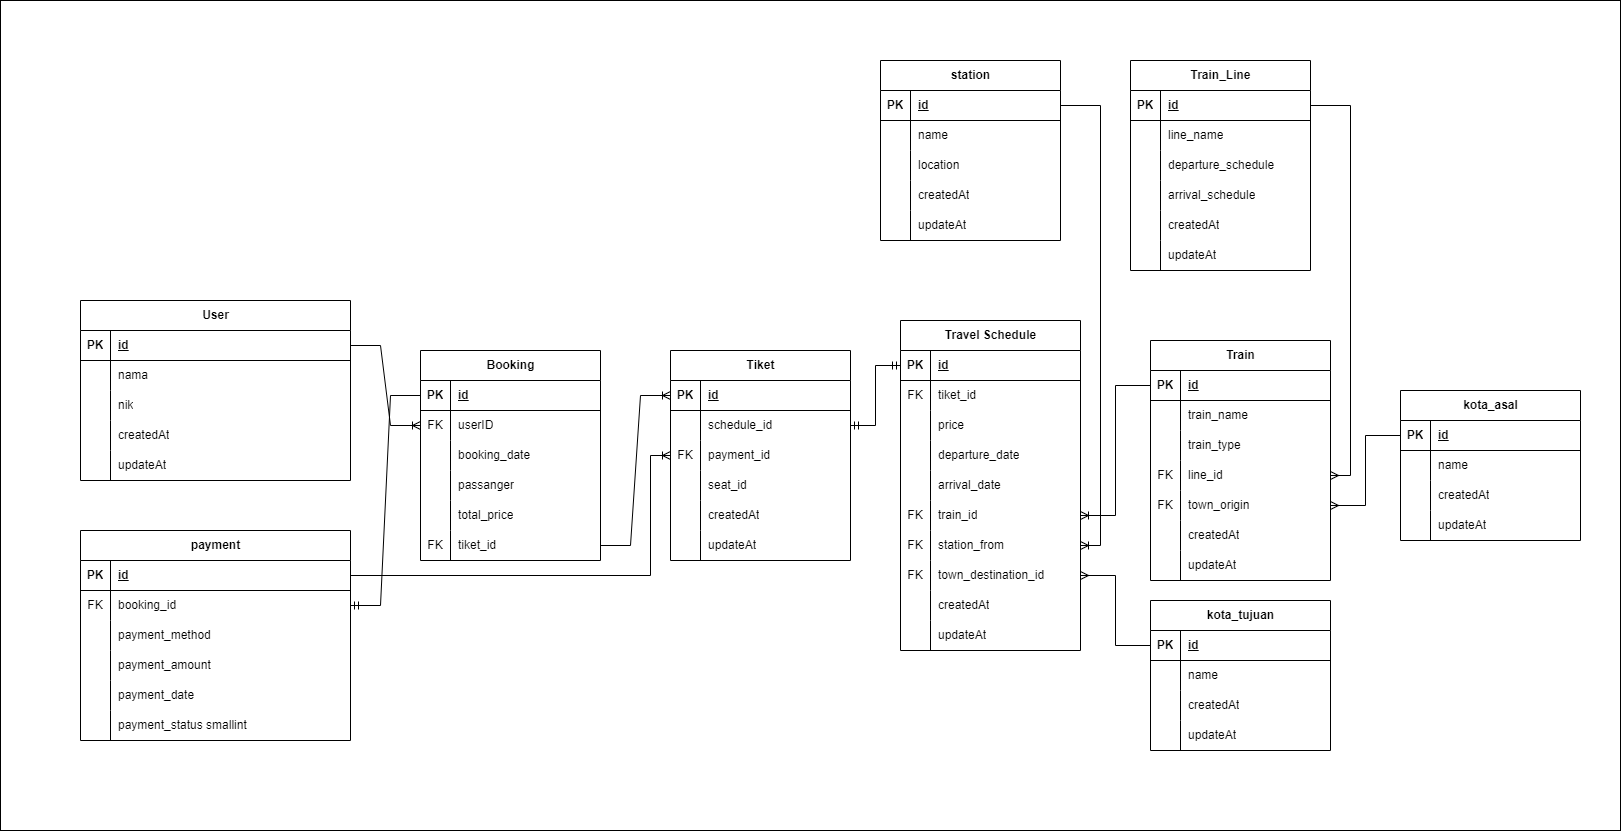 station
PK id
name
location
createdAt
updateAt
Train_Line
PK id
line_name
departure_schedule
arrival_schedule
createdAt
updateAt
User
PK id
nama
nik
createdAt
updateAt
Booking
PK id
FK userID
booking_date
passanger
total_price
FK tiket_id
Tiket
PK id
schedule_id
FK payment_id
seat_id
createdAt
updateAt
Travel Schedule
PK id
FK tiket_id
price
departure_date
arrival_date
FK train_id
FK station_from
FK town_destination_id
createdAt
updateAt
Train
PK id
train_name
train_type
FK line_id
FK town_origin
createdAt
updateAt
kota_asal
PK id
name
createdAt
updateAt
payment
PK id
FK booking_id
payment_method
payment_amount
payment_date
payment_status smallint
kota_tujuan
PK id
name
createdAt
updateAt